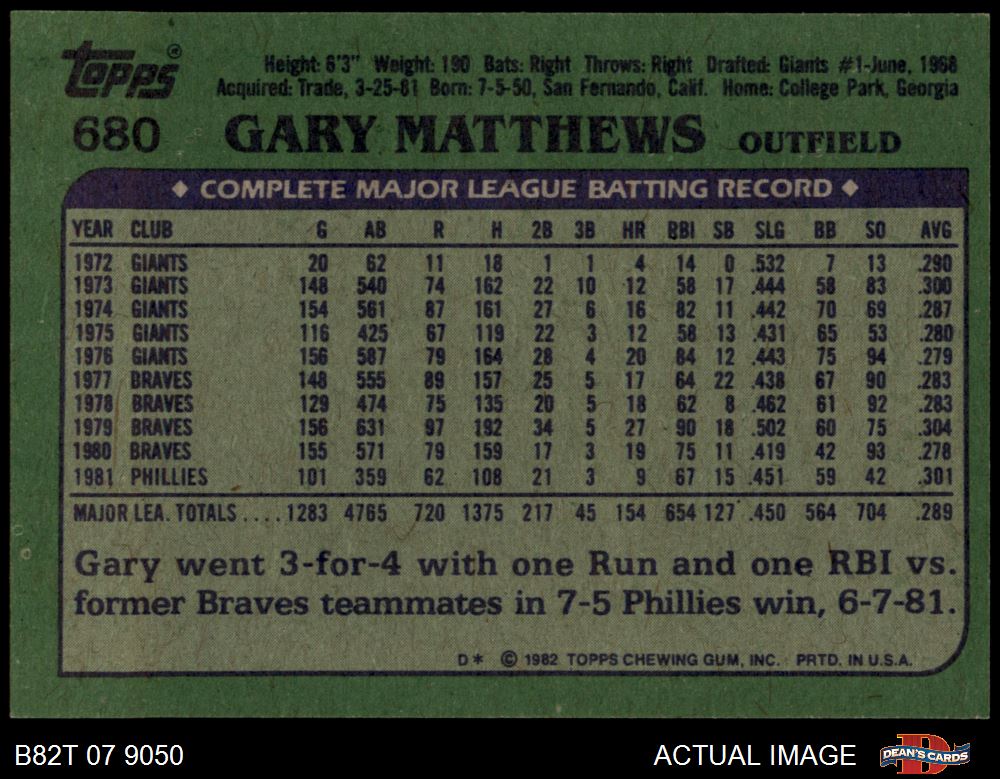 Topps®
Height: 6'3" Weight: 190 Bats: Right Throws: Right Drafted: Giants #1-June, 1968
Acquired: Trade, 3-25-81 Born: 7-5-50, San Fernando, Calif. Home: College Park, Georgia
680 GARY MATTHEWS OUTFIELD
◆ COMPLETE MAJOR LEAGUE BATTING RECORD ◆
YEAR CLUB G AB R H 2B 3B HR RBI SB SLG BB SO AVG
1972 GIANTS 20 62 11 18 1 1 4 14 0 .532 7 13 .290
1973 GIANTS 148 540 74 162 22 10 12 58 17 .444 58 83 .300
1974 GIANTS 154 561 87 161 27 6 16 82 11 .442 70 69 .287
1975 GIANTS 116 425 67 119 22 3 12 58 13 .431 65 53 .280
1976 GIANTS 156 587 79 164 28 4 20 84 12 .443 75 94 .279
1977 BRAVES 148 555 89 157 25 5 17 64 22 .438 67 90 .283
1978 BRAVES 129 474 75 135 20 5 18 62 8 .462 61 92 .283
1979 BRAVES 156 631 97 192 34 5 27 90 18 .502 60 75 .304
1980 BRAVES 155 571 79 159 17 3 19 75 11 .419 42 93 .278
1981 PHILLIES 101 359 62 108 21 3 9 67 15 .451 59 42 .301
MAJOR LEA. TOTALS .... 1283 4765 720 1375 217 45 154 654 127 .450 564 704 .289
Gary went 3-for-4 with one Run and one RBI vs.
former Braves teammates in 7-5 Phillies win, 6-7-81.
D* © 1982 TOPPS CHEWING GUM, INC. PRTD. IN U.S.A.
B82T 07 9050 ACTUAL IMAGE DEAN'S CARDS